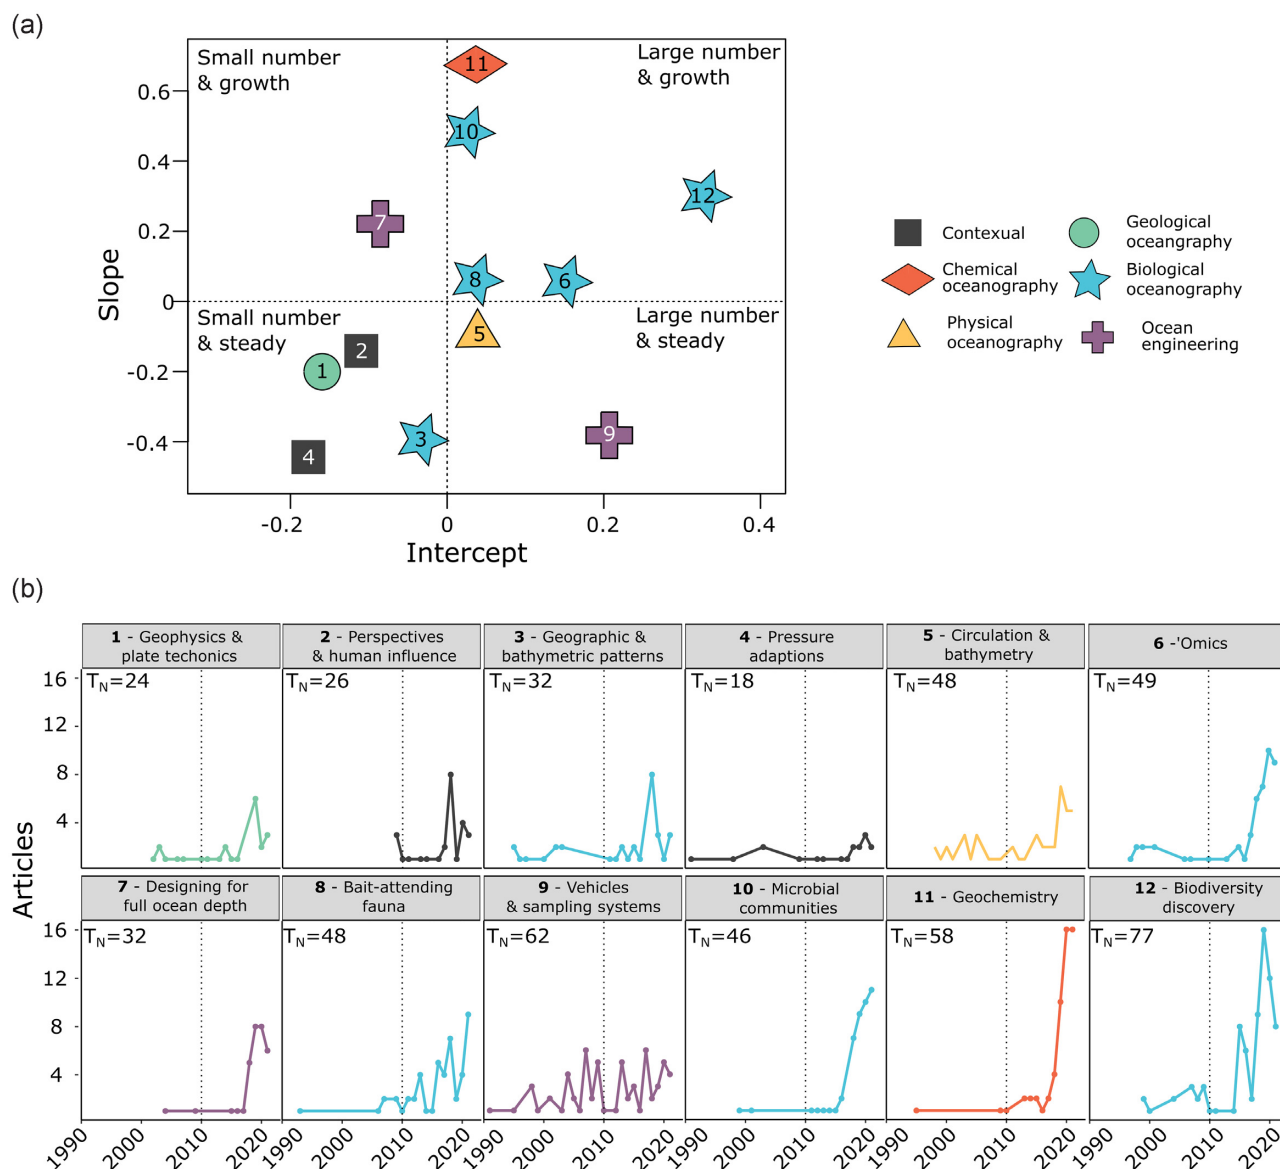 (a)
Small number
& growth
Large number
& growth
11
10
12
7
8
6
Small number
& steady
Large number
& steady
5
2
1
3
9
4
0.6
0.4
0.2
0
-0.2
-0.4
Slope
-0.2
0
0.2
0.4
Intercept
Contexual
Geological
oceangraphy
Chemical
oceanography
Biological
oceanography
Physical
oceanography
Ocean
engineering
(b)
1 - Geophysics &
plate techonics
2 - Perspectives
& human influence
3 - Geographic &
bathymetric patterns
4 - Pressure
adaptions
5 - Circulation &
bathymetry
6 -'Omics
TN=24
TN=26
TN=32
TN=18
TN=48
TN=49
16
12
8
4
Articles
7 - Designing for
full ocean depth
8 - Bait-attending
fauna
9 - Vehicles
& sampling systems
10 - Microbial
communities
11 - Geochemistry
12 - Biodiversity
discovery
TN=32
TN=48
TN=62
TN=46
TN=58
TN=77
16
12
8
4
1990
2000
2010
2020
1990
2000
2010
2020
1990
2000
2010
2020
1990
2000
2010
2020
1990
2000
2010
2020
1990
2000
2010
2020